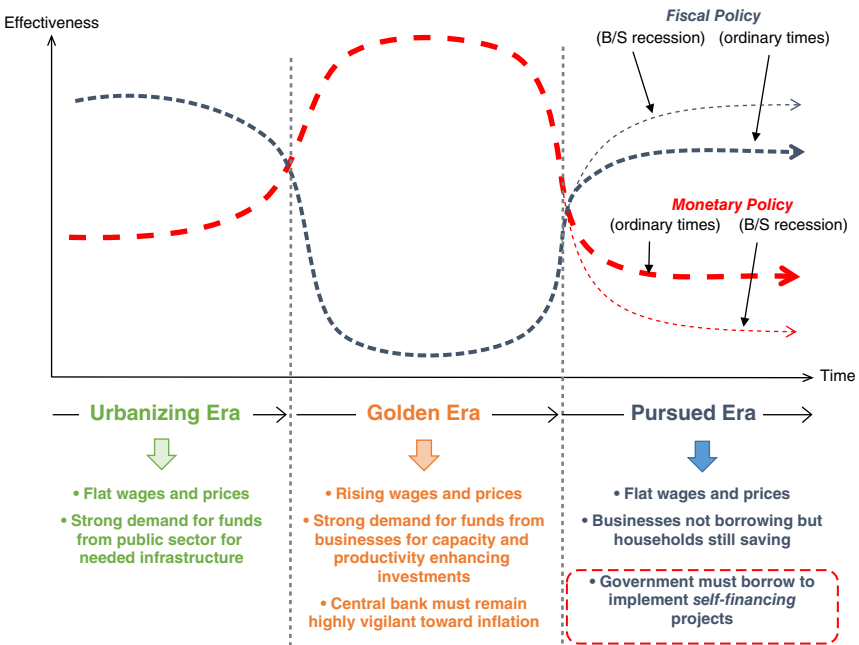 Effectiveness
Fiscal Policy
(B/S recession) (ordinary times)
Monetary Policy
(ordinary times) (B/S recession)
Time
Urbanizing Era
Golden Era
Pursued Era
• Flat wages and prices
• Strong demand for funds
from public sector for
needed infrastructure
• Rising wages and prices
• Strong demand for funds from
businesses for capacity and
productivity enhancing
investments
• Central bank must remain
highly vigilant toward inflation
• Flat wages and prices
• Businesses not borrowing but
households still saving
• Government must borrow to
implement self-financing
projects